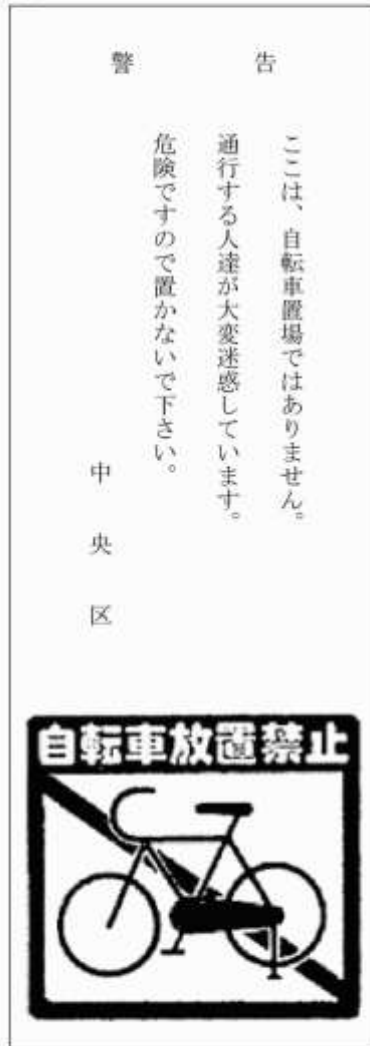 警告
ここは、自転車置場ではありません。
通行する人達が大変迷惑しています。
危険ですので置かないで下さい。
中央区
自転車放置禁止